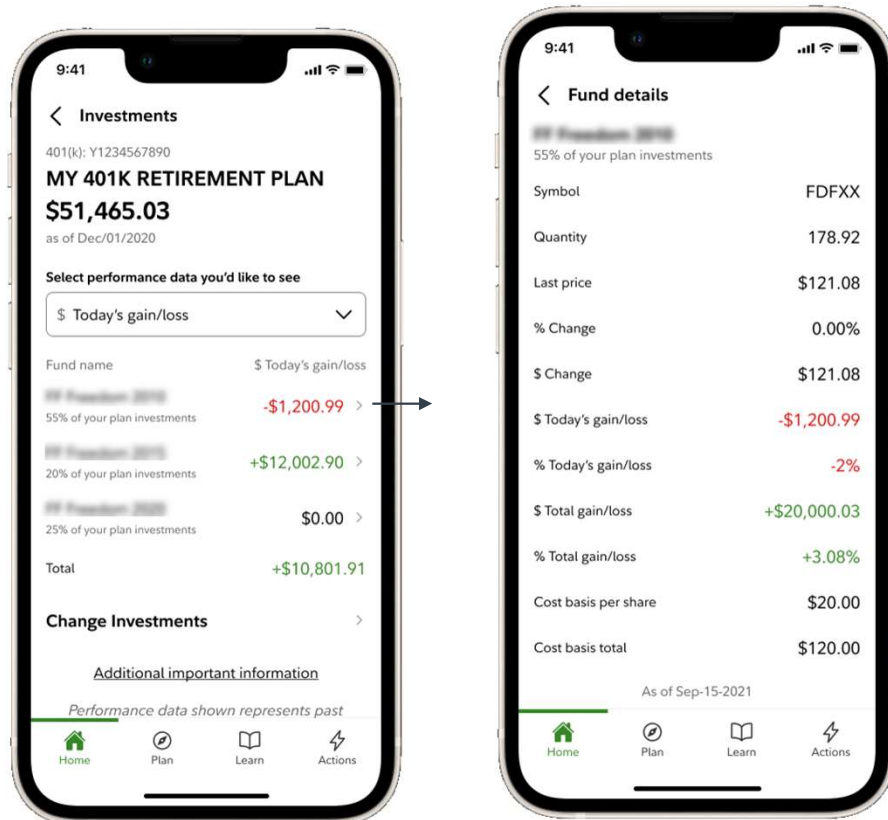 9:41
Investments
401(k): Y1234567890
MY 401K RETIREMENT PLAN
$51,465.03
as of Dec/01/2020
Select performance data you'd like to see
$ Today's gain/loss
Fund name $ Today's gain/loss
-$1,200.99
55% of your plan investments
+$12,002.90
20% of your plan investments
$0.00
25% of your plan investments
Total +$10,801.91
Change Investments
Additional important information
Performance data shown represents past
Home Plan Learn Actions
9:41
Fund details
55% of your plan investments
Symbol FDFXX
Quantity 178.92
Last price $121.08
% Change 0.00%
$ Change $121.08
$ Today's gain/loss -$1,200.99
% Today's gain/loss -2%
$ Total gain/loss +$20,000.03
% Total gain/loss +3.08%
Cost basis per share $20.00
Cost basis total $120.00
As of Sep-15-2021
Home Plan Learn Actions